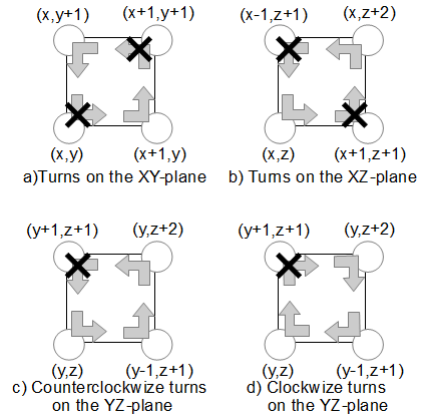 (x,y+1) (x+1,y+1) (x-1,z+1) (x,z+2)
(x,y) (x+1,y) (x,z) (x+1,z+1)
a)Turns on the XY-plane b) Turns on the XZ-plane
(y+1,z+1) (y,z+2) (y+1,z+1) (y,z+2)
(y,z) (y-1,z+1) (y,z) (y-1,z+1)
c) Counterclockwize turns d) Clockwize turns
on the YZ-plane on the YZ-plane